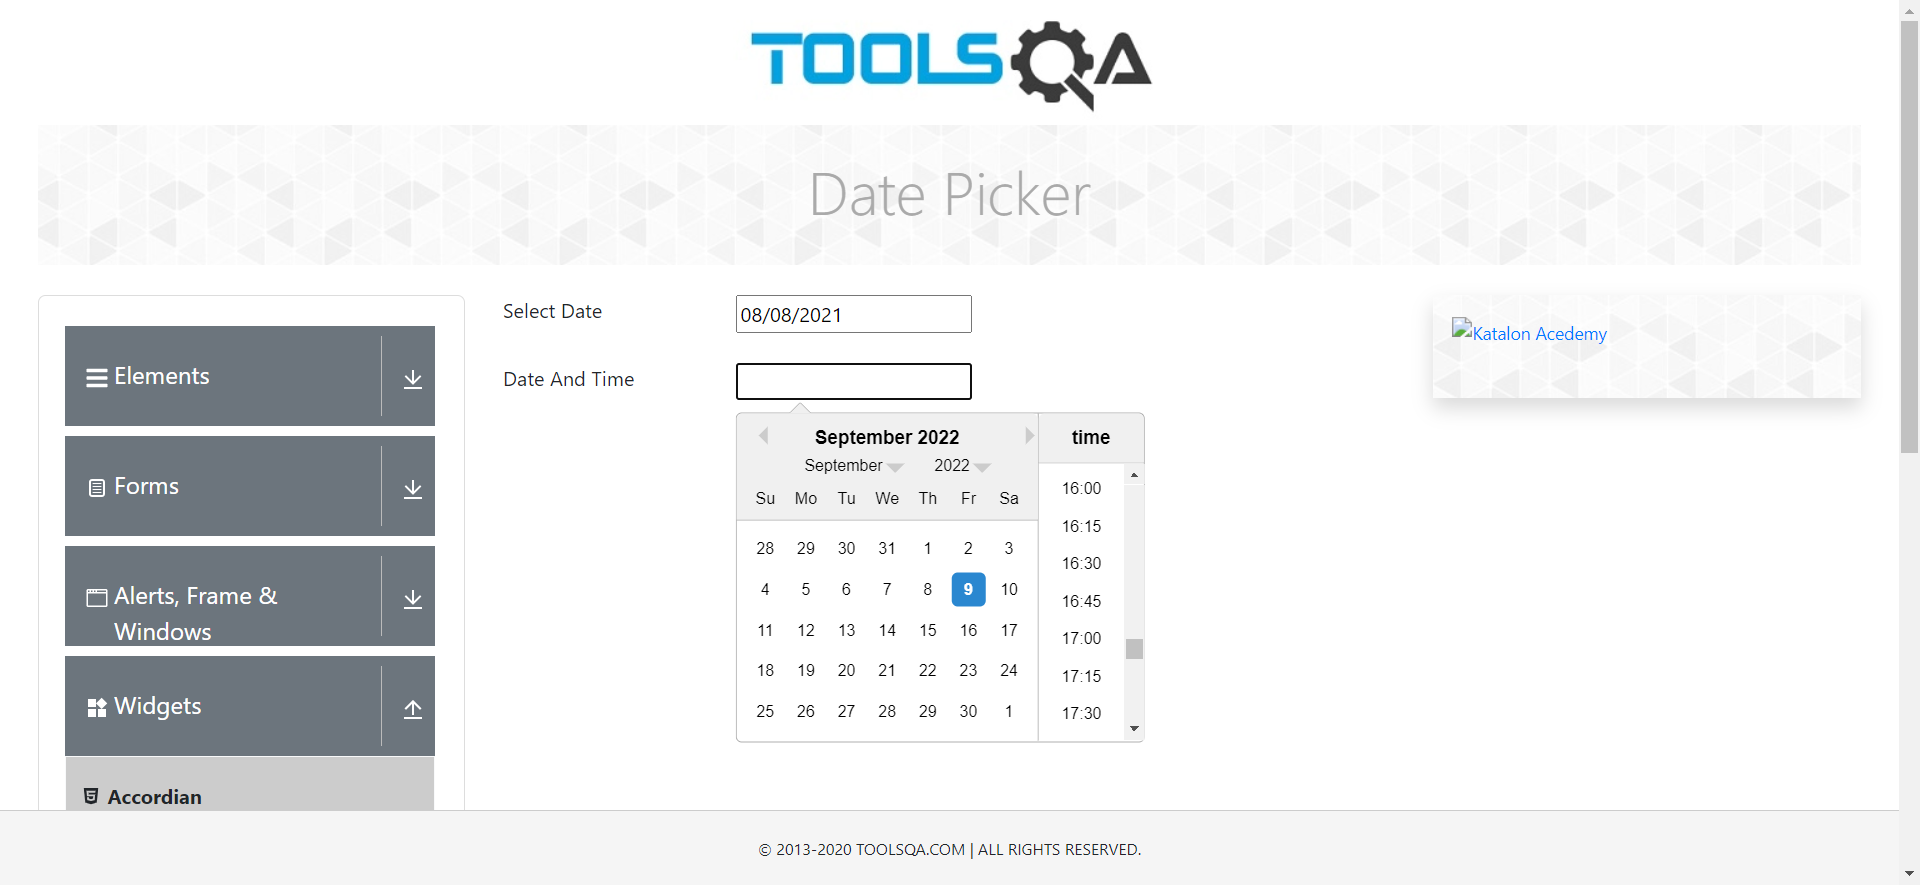 TOOLSQA
Date Picker
Select Date
08/08/2021
Katalon Acedemy
Date And Time
Elements
Forms
Alerts, Frame &
Windows
Widgets
Accordian
September 2022
September 2022
Su Mo Tu We Th Fr Sa
28 29 30 31 1 2 3
4 5 6 7 8 9 10
11 12 13 14 15 16 17
18 19 20 21 22 23 24
25 26 27 28 29 30 1
time
16:00
16:15
16:30
16:45
17:00
17:15
17:30
© 2013-2020 TOOLSQA.COM | ALL RIGHTS RESERVED.